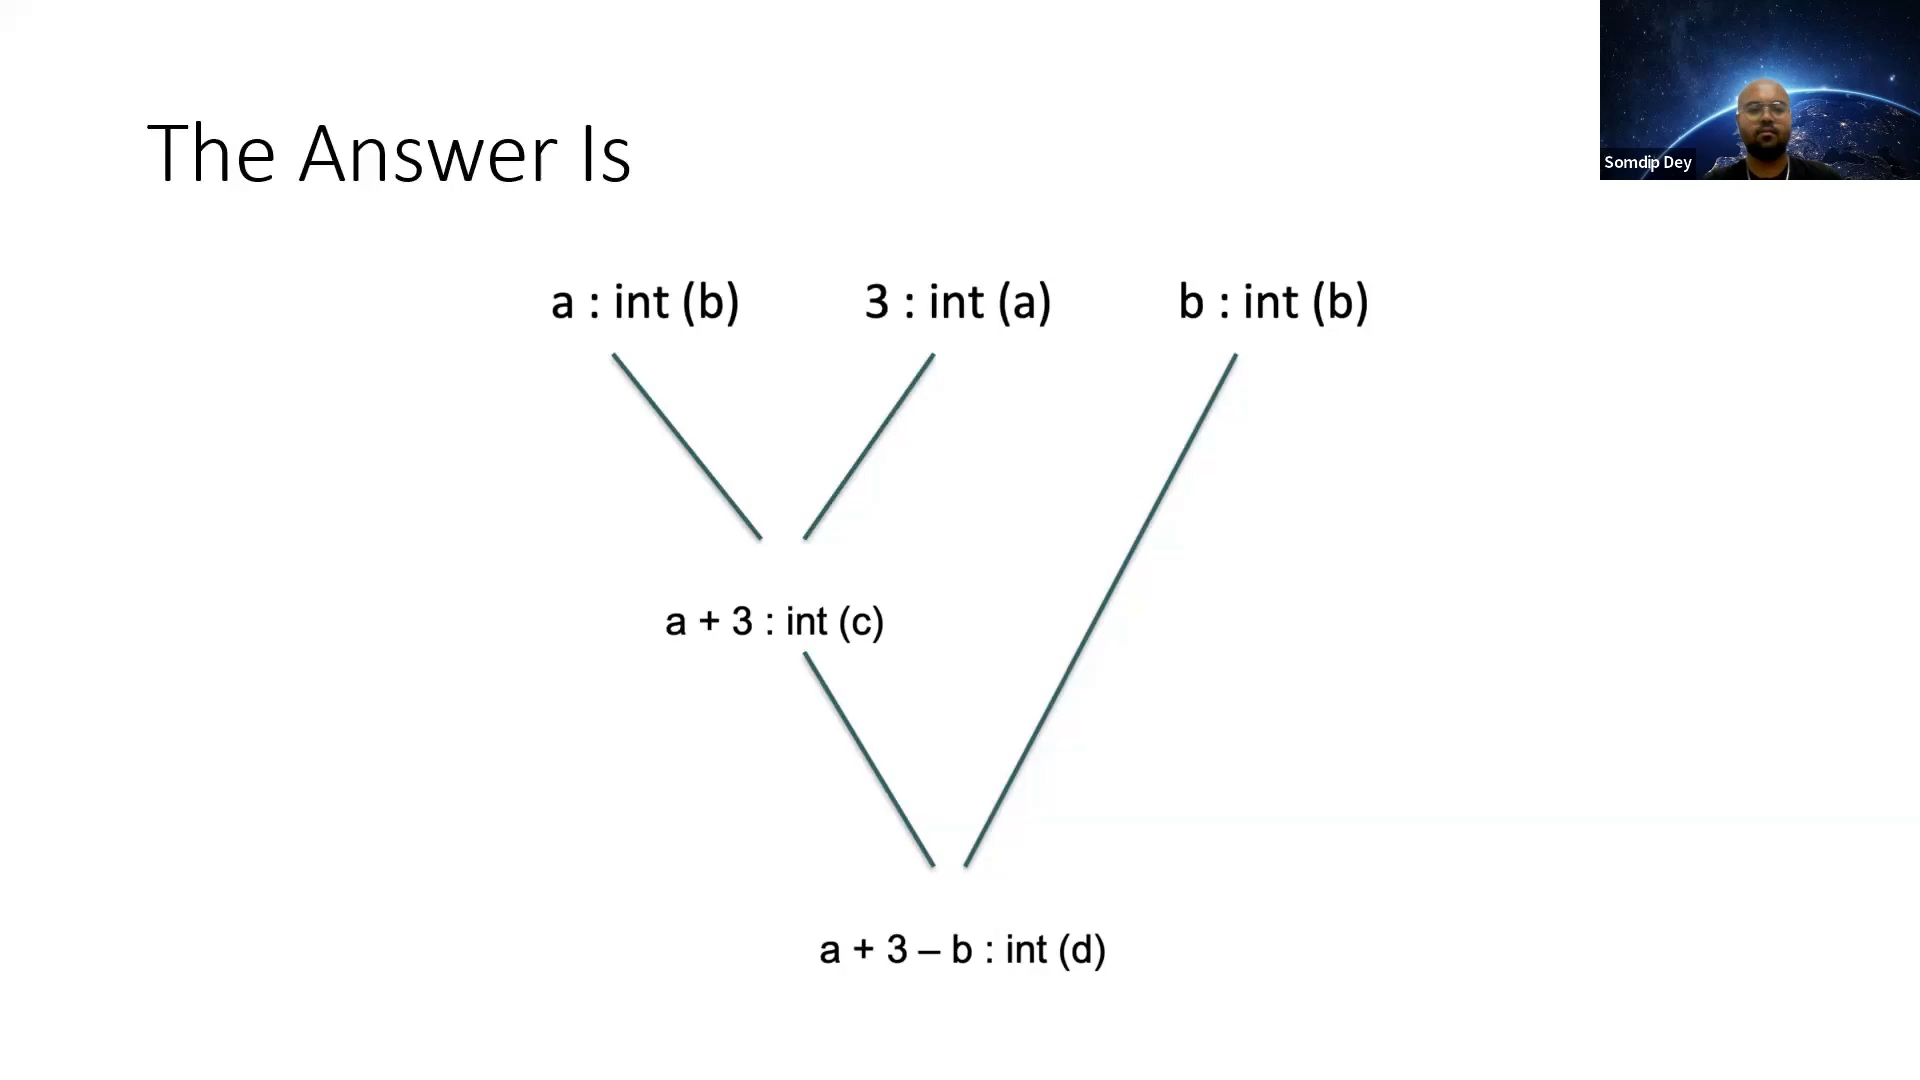 The Answer Is
Somdip Dey
a : int (b)
3 : int (a)
b : int (b)
a + 3 : int (c)
a + 3 – b : int (d)